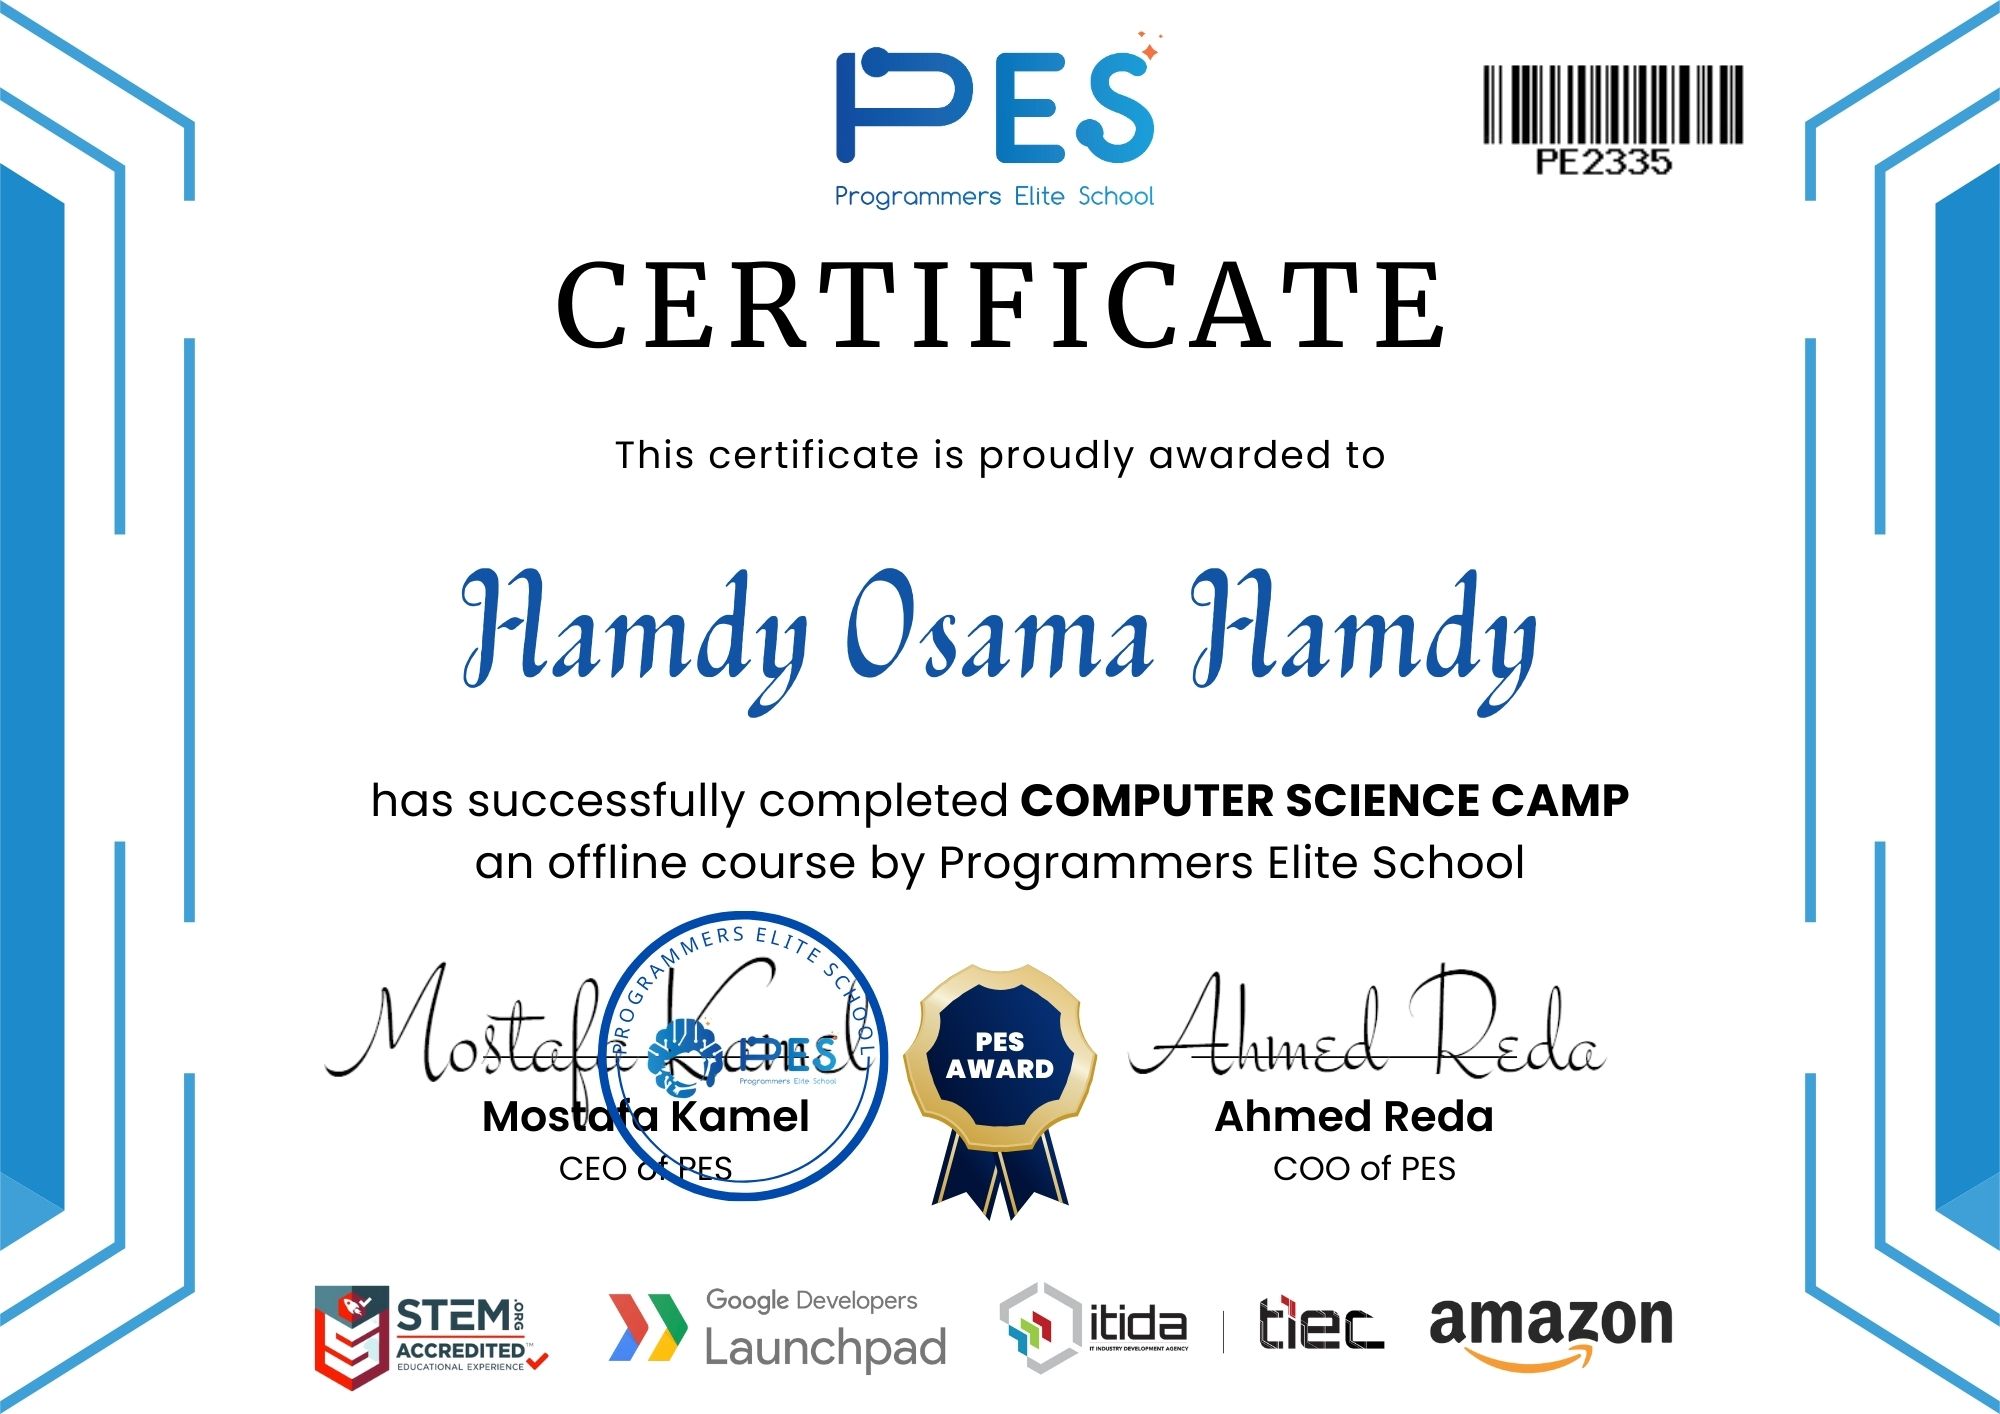 PES
Programmers Elite School
PE2335
CERTIFICATE
This certificate is proudly awarded to
Hamdy Osama Hamdy
has successfully completed COMPUTER SCIENCE CAMP
an offline course by Programmers Elite School
Mostafa Kamel
Mostafa Kamel
CEO of PES
PROGRAMMERS ELITE SCHOOL
PES
Programmers Elite School
PES
AWARD
Ahmed Reda
Ahmed Reda
COO of PES
STEM.ORG
ACCREDITED™
EDUCATIONAL EXPERIENCE
Google Developers
Launchpad
itida
IT INDUSTRY DEVELOPMENT AGENCY
tiec
amazon